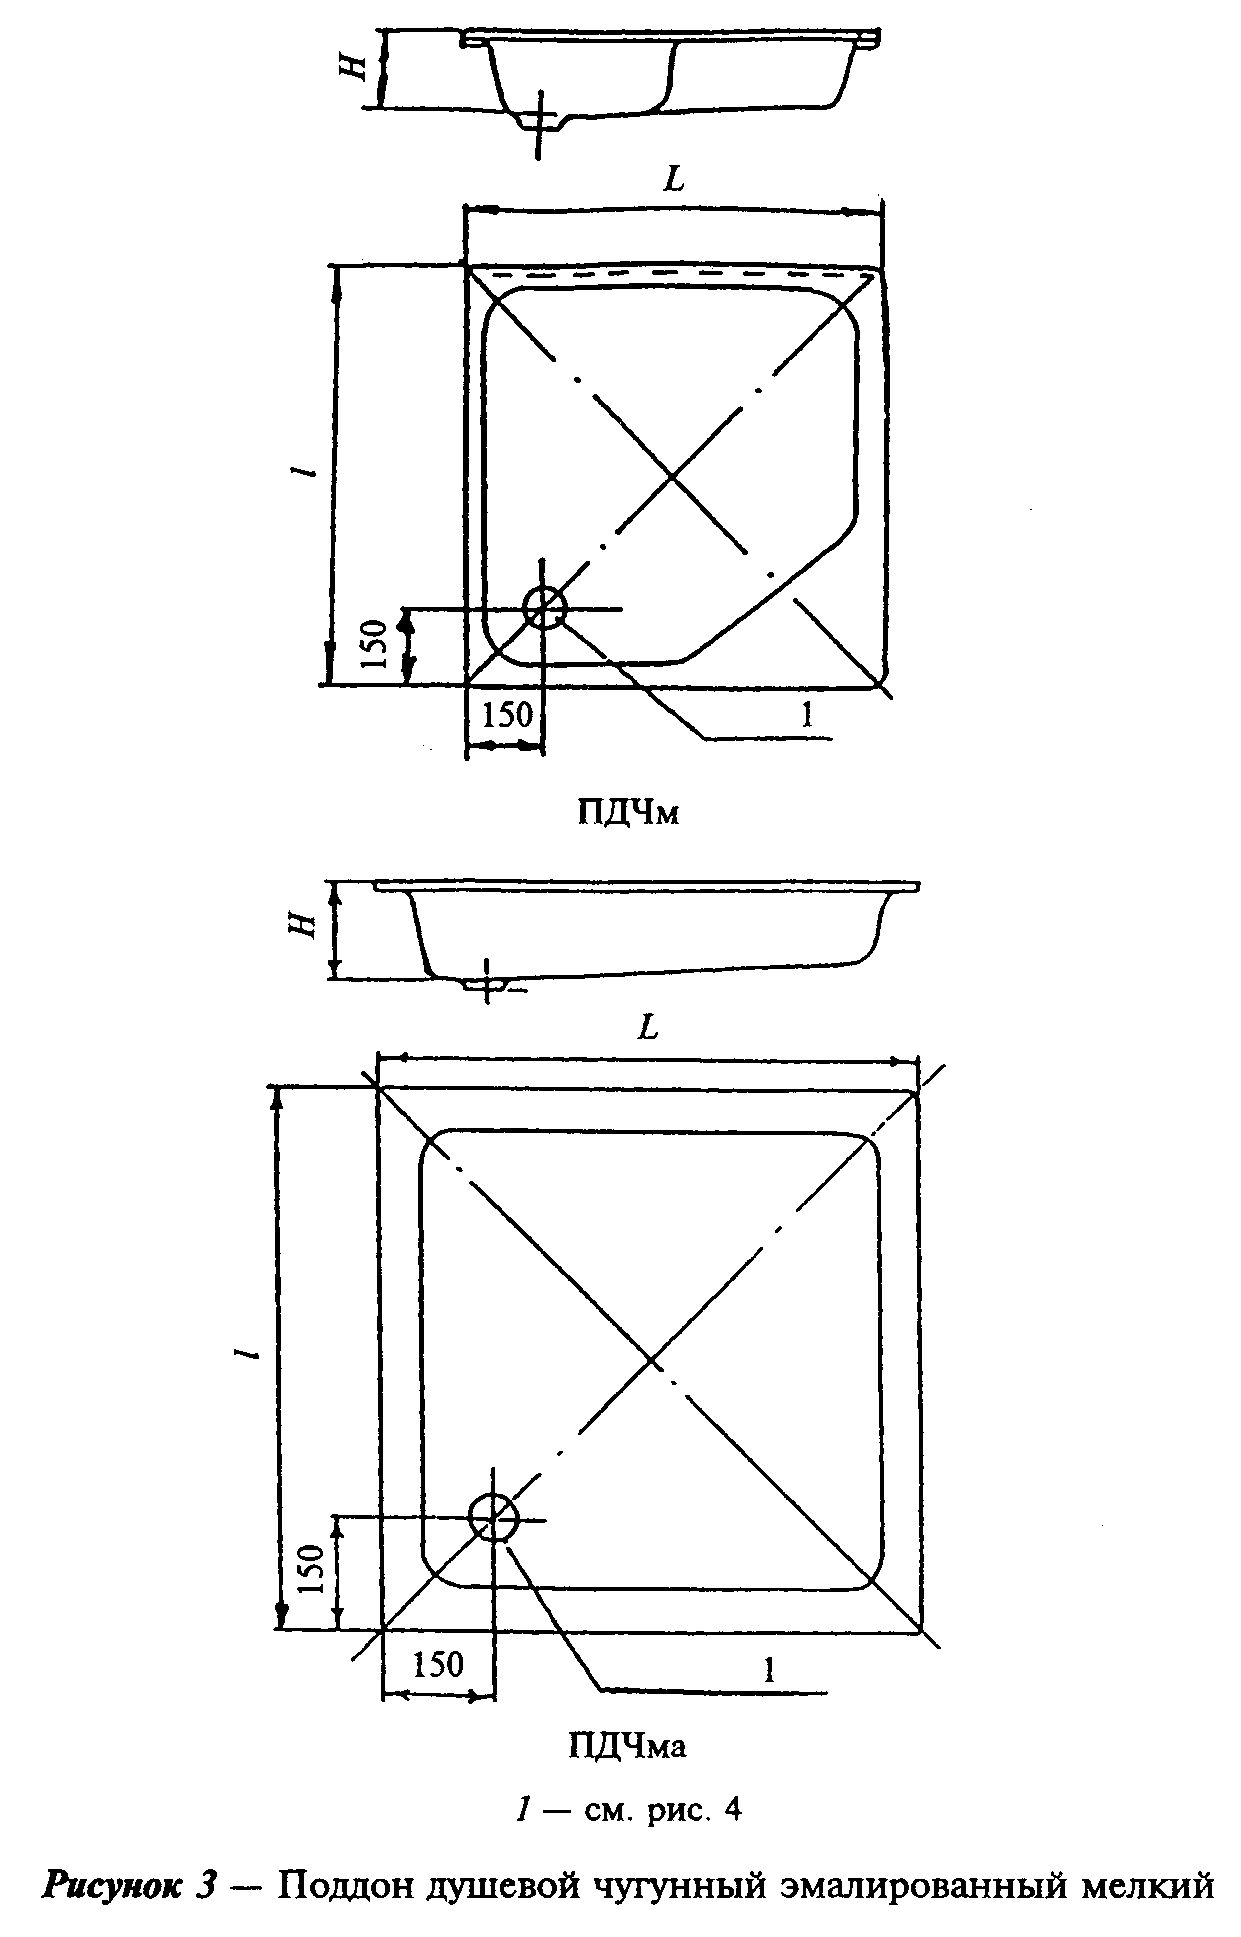 H
L
l
150
150
1
ПДЧм
H
L
l
150
150
1
ПДЧма
1 — см. рис. 4
Рисунок 3 — Поддон душевой чугунный эмалированный мелкий